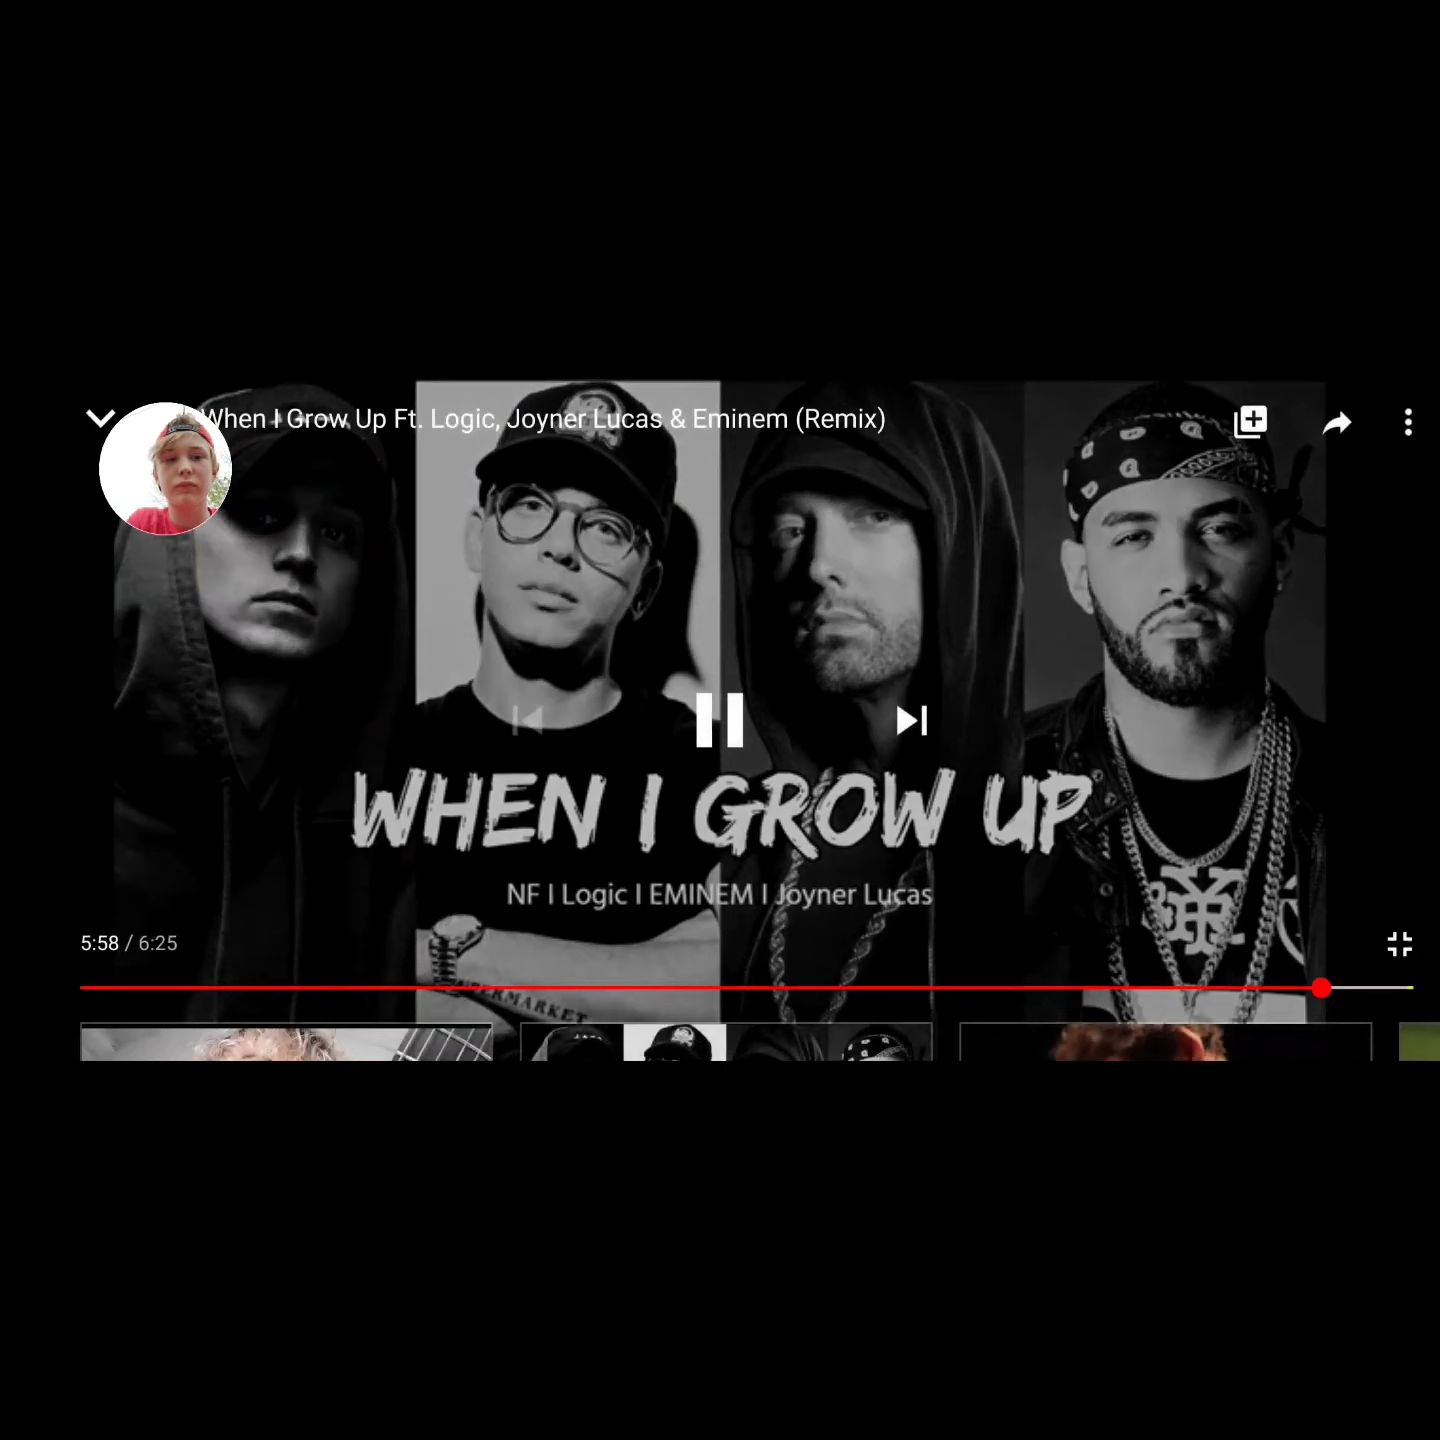 When I Grow Up Ft. Logic, Joyner Lucas & Eminem (Remix)
WHEN I GROW UP
NF I Logic I EMINEM I Joyner Lucas
5:58 / 6:25